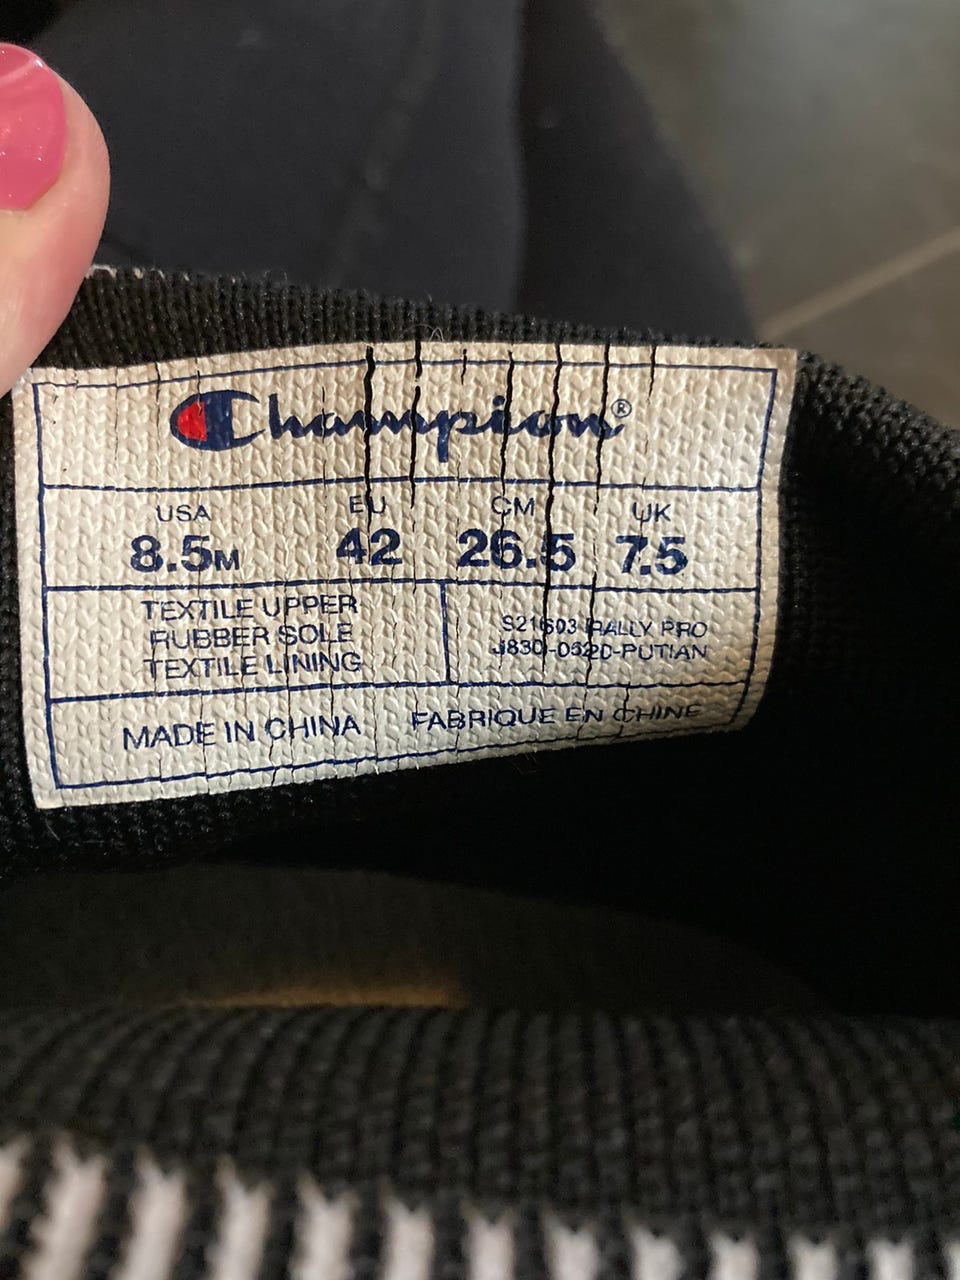 Champion®
USA EU CM UK
8.5M 42 26.5 7.5
TEXTILE UPPER
RUBBER SOLE
TEXTILE LINING
S21603 RALLY PRO
J830-0320-PUTIAN
MADE IN CHINA FABRIQUE EN CHINE